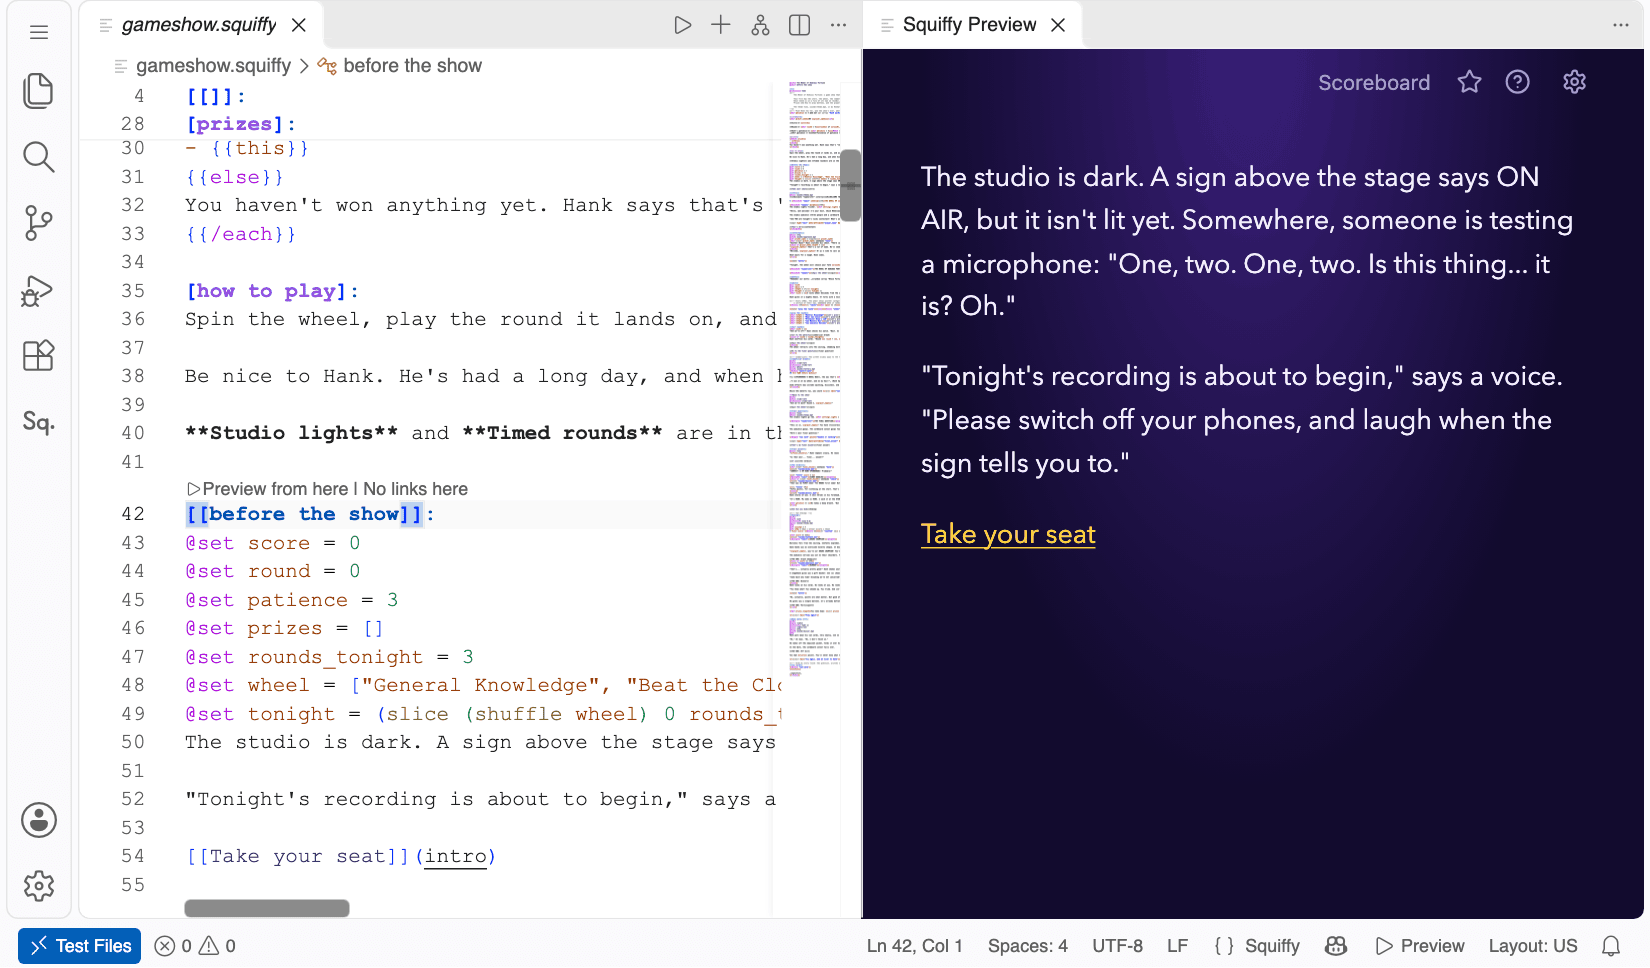 gameshow.squiffy
gameshow.squiffy > before the show
4 [[]]:
28 [prizes]:
30 - {{this}}
31 {{else}}
32 You haven't won anything yet. Hank says that's "
33 {{/each}}
34
35 [how to play]:
36 Spin the wheel, play the round it lands on, and
37
38 Be nice to Hank. He's had a long day, and when
39
40 **Studio lights** and **Timed rounds** are in
41
Preview from here | No links here
42 [[before the show]]:
43 @set score = 0
44 @set round = 0
45 @set patience = 3
46 @set prizes = []
47 @set rounds_tonight = 3
48 @set wheel = ["General Knowledge", "Beat the
49 @set tonight = (slice (shuffle wheel) 0
50 The studio is dark. A sign above the stage says
51
52 "Tonight's recording is about to begin," says a
53
54 [[Take your seat]](intro)
55
Sq.
Squiffy Preview
Scoreboard
The studio is dark. A sign above the stage says ON
AIR, but it isn't lit yet. Somewhere, someone is testing
a microphone: "One, two. One, two. Is this thing... it
is? Oh."
"Tonight's recording is about to begin," says a voice.
"Please switch off your phones, and laugh when the
sign tells you to."
Take your seat
Test Files 0 0 Ln 42, Col 1 Spaces: 4 UTF-8 LF { } Squiffy Preview Layout: US